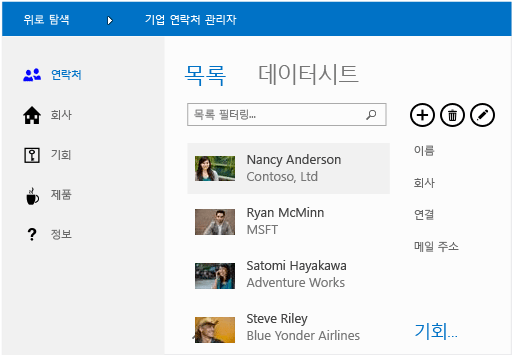 위로 탐색 기업 연락처 관리자
연락처
회사
기회
제품
정보
목록 데이터시트
목록 필터링...
Nancy Anderson
Contoso, Ltd
Ryan McMinn
MSFT
Satomi Hayakawa
Adventure Works
Steve Riley
Blue Yonder Airlines
이름
회사
연결
메일 주소
기회...